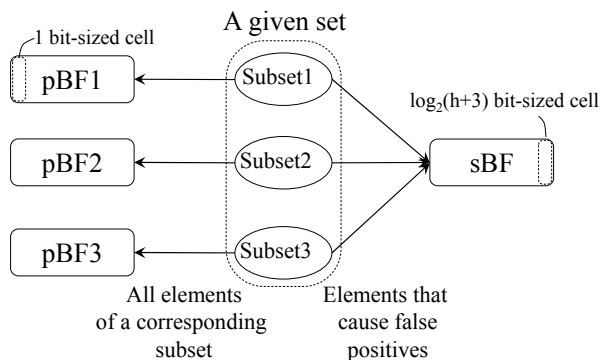 A given set
1 bit-sized cell
pBF1
Subset1
log₂(h+3) bit-sized cell
pBF2
Subset2
sBF
pBF3
Subset3
All elements
of a corresponding
subset
Elements that
cause false
positives